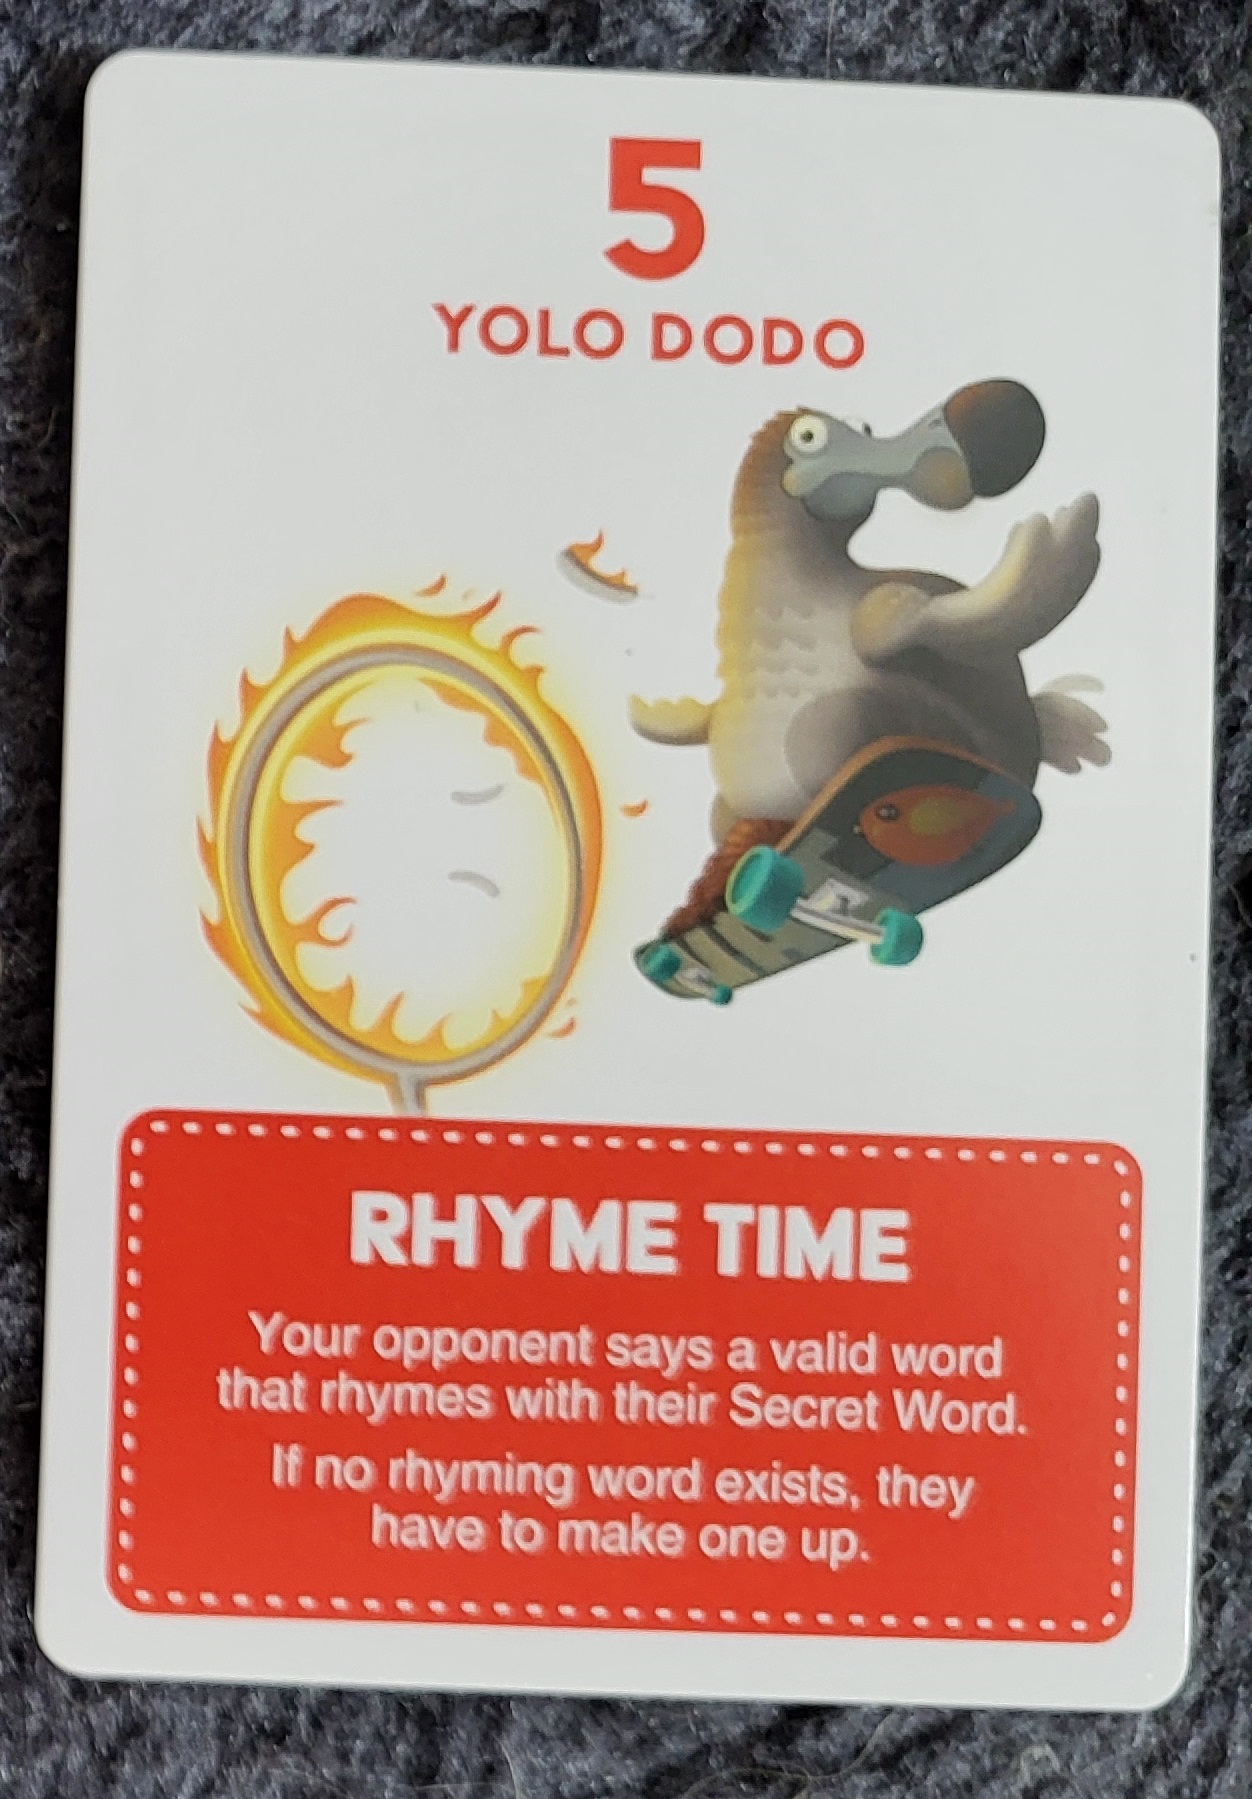 5
YOLO DODO
RHYME TIME
Your opponent says a valid word
that rhymes with their Secret Word.
If no rhyming word exists, they
have to make one up.